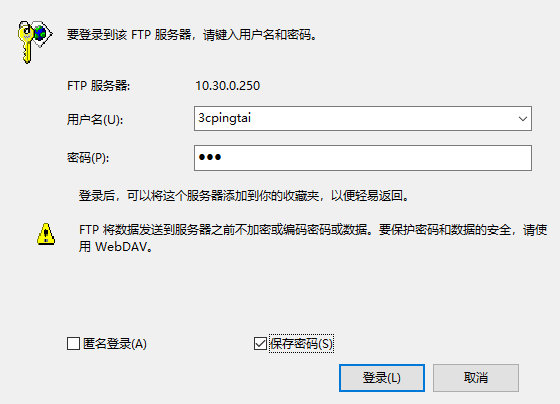 要登录到该 FTP 服务器，请键入用户名和密码。
FTP 服务器: 10.30.0.250
用户名(U): 3cpingtai
密码(P): ●●●
登录后，可以将这个服务器添加到你的收藏夹，以便轻易返回。
FTP 将数据发送到服务器之前不加密或编码密码或数据。要保护密码和数据的安全，请使
用 WebDAV。
匿名登录(A) 保存密码(S)
登录(L) 取消